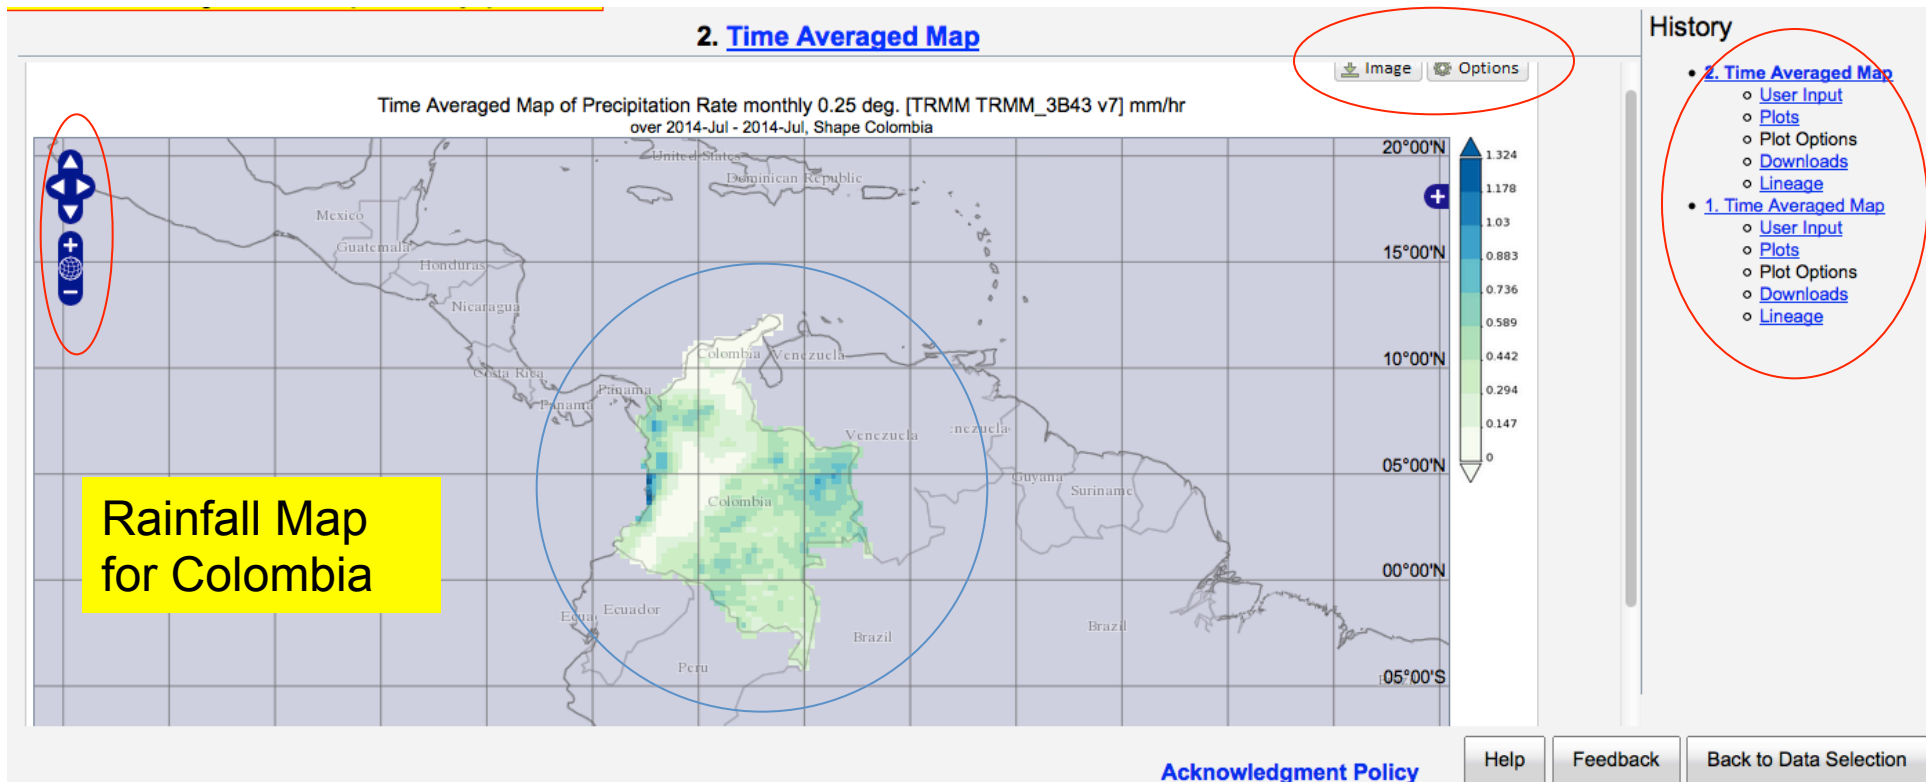 2. Time Averaged Map
Image
Options
Time Averaged Map of Precipitation Rate monthly 0.25 deg. [TRMM TRMM_3B43 v7] mm/hr
over 2014-Jul - 2014-Jul, Shape Colombia
United States
Dominican Republic
Mexico
Guatemala
Honduras
Nicaragua
Costa Rica
Panama
Panama
Colombia
Venezuela
Venezuela
Colombia
Guyana
Suriname
Ecuador
Peru
Brazil
Brazil
20°00'N
15°00'N
10°00'N
05°00'N
00°00'N
05°00'S
1.324
1.178
1.03
0.883
0.736
0.589
0.442
0.294
0.147
0
Rainfall Map
for Colombia
History
2. Time Averaged Map
User Input
Plots
Plot Options
Downloads
Lineage
1. Time Averaged Map
User Input
Plots
Plot Options
Downloads
Lineage
Acknowledgment Policy
Help
Feedback
Back to Data Selection